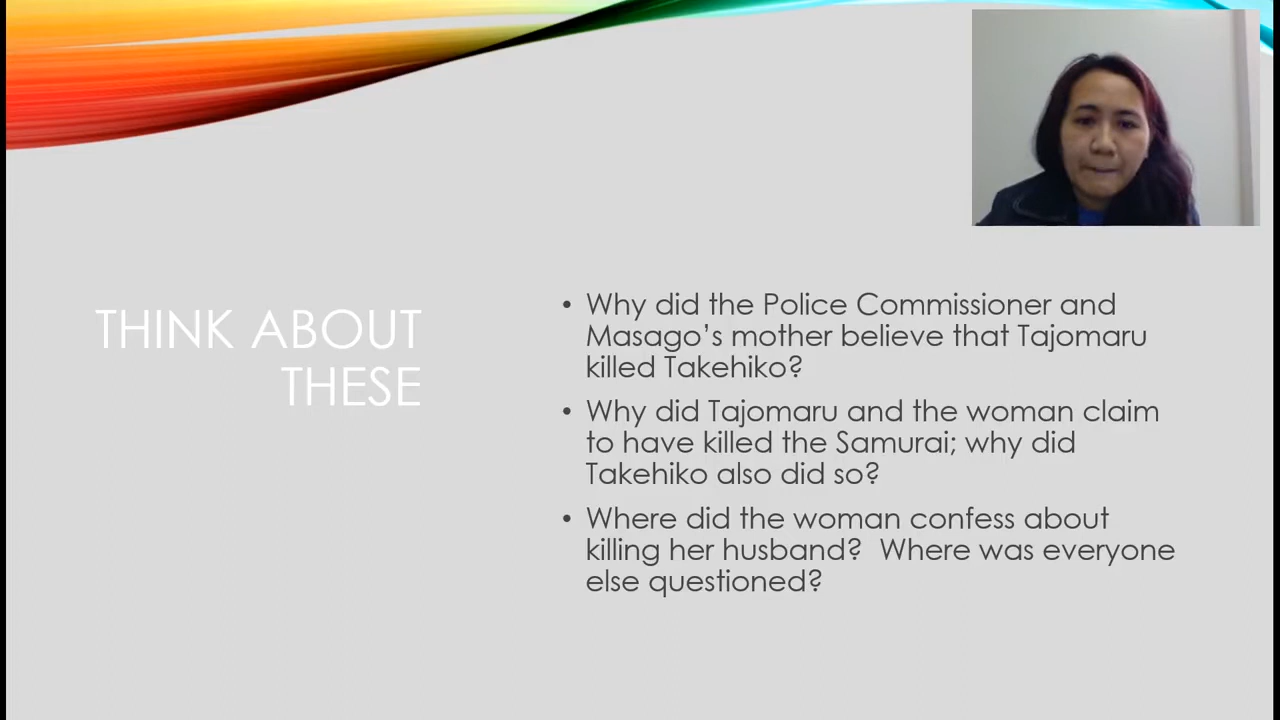 THINK ABOUT
THESE
• Why did the Police Commissioner and
Masago’s mother believe that Tajomaru
killed Takehiko?
• Why did Tajomaru and the woman claim
to have killed the Samurai; why did
Takehiko also did so?
• Where did the woman confess about
killing her husband?  Where was everyone
else questioned?